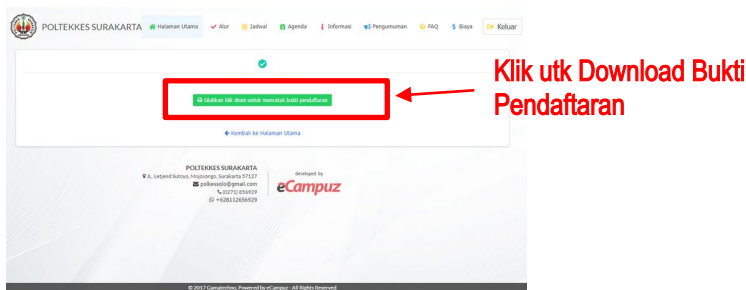 POLTEKKES SURAKARTA Halaman Utama Alur Jadwal Agenda Informasi Pengumuman FAQ $ Biaya Keluar
Silahkan klik disini untuk mencetak bukti pendaftaran
Kembali ke Halaman Utama
Klik utk Download Bukti
Pendaftaran
POLTEKKES SURAKARTA
JL. Letjend Sutoyo, Mojosongo, Surakarta 57127
polkessolo@gmail.com
(0271) 856929
+628112656929
developed by
eCampuz
© 2017 Gamatechno, Powered by eCampuz - All Rights Reserved